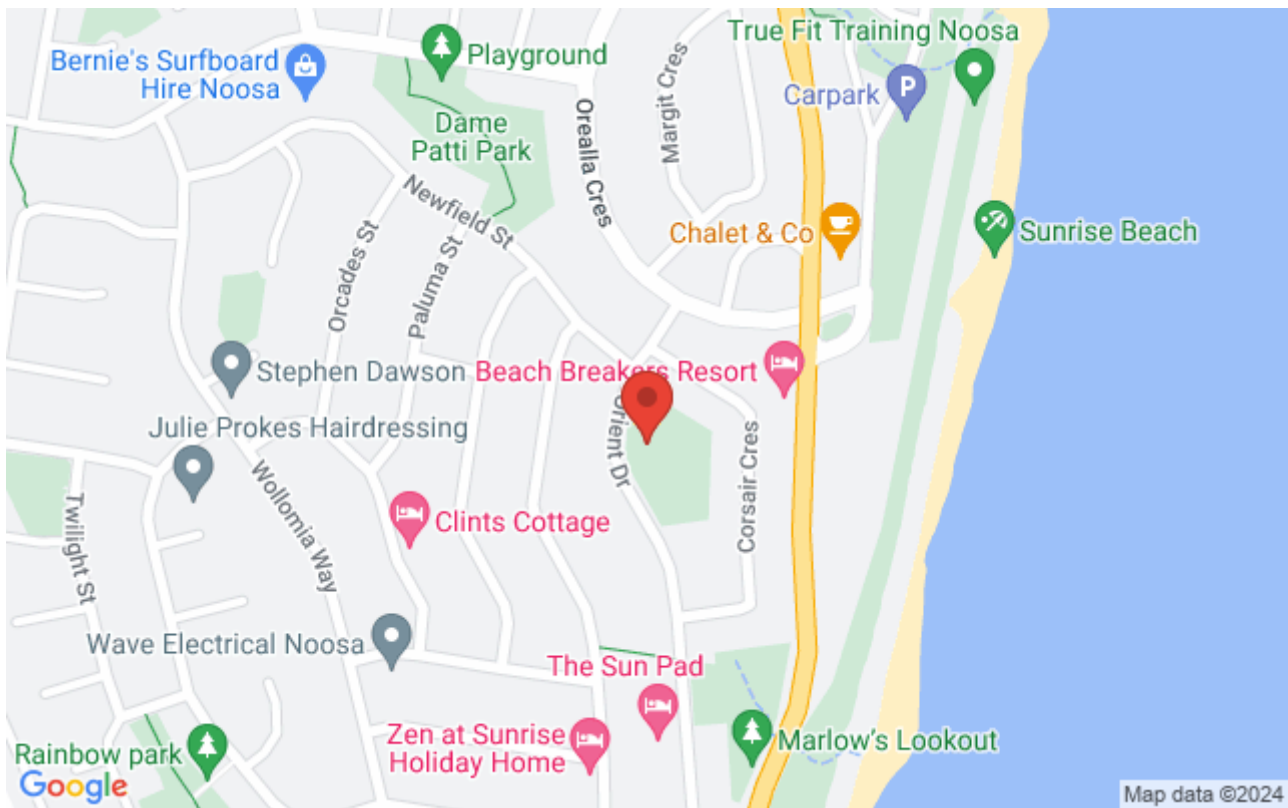 True Fit Training Noosa
Bernie's Surfboard
Hire Noosa
Playground
Carpark
P
Margit Cres
Orealla Cres
Dame
Patti Park
Newfield St
Chalet & Co
Sunrise Beach
Orcades St
Paluma St
Stephen Dawson
Beach Breakers Resort
Julie Prokes Hairdressing
Orient Dr
Corsair Cres
Wollomia Way
Twilight St
Clints Cottage
Wave Electrical Noosa
The Sun Pad
Zen at Sunrise
Holiday Home
Marlow's Lookout
Rainbow park
Google
Map data ©2024